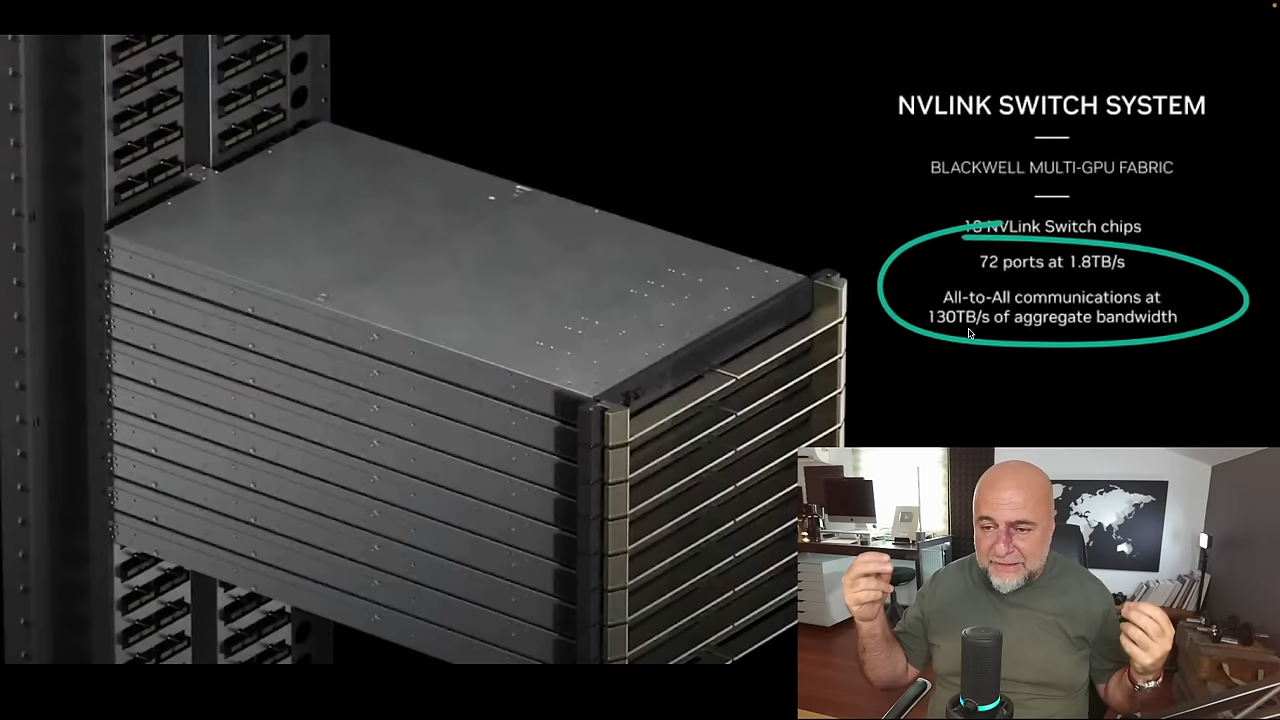 NVLINK SWITCH SYSTEM
BLACKWELL MULTI-GPU FABRIC
18 NVLink Switch chips
72 ports at 1.8TB/s
All-to-All communications at
130TB/s of aggregate bandwidth